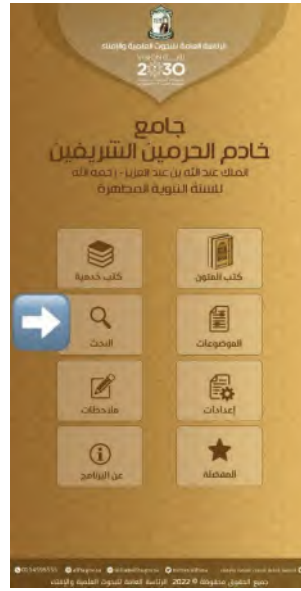 الرئاسة العامة للبحوث العلمية والإفتاء
2030
جامع
خادم الحرمين الشريفين
الملك عبد الله بن عبد العزيز - رحمه الله
للسنة النبوية المطهرة
كتب المتون
كتب خدمية
الموضوعات
البحث
إعدادات
ملاحظات
المفضلة
عن البرنامج
جميع الحقوق محفوظة © 2022 الرئاسة العامة للبحوث العلمية والإفتاء